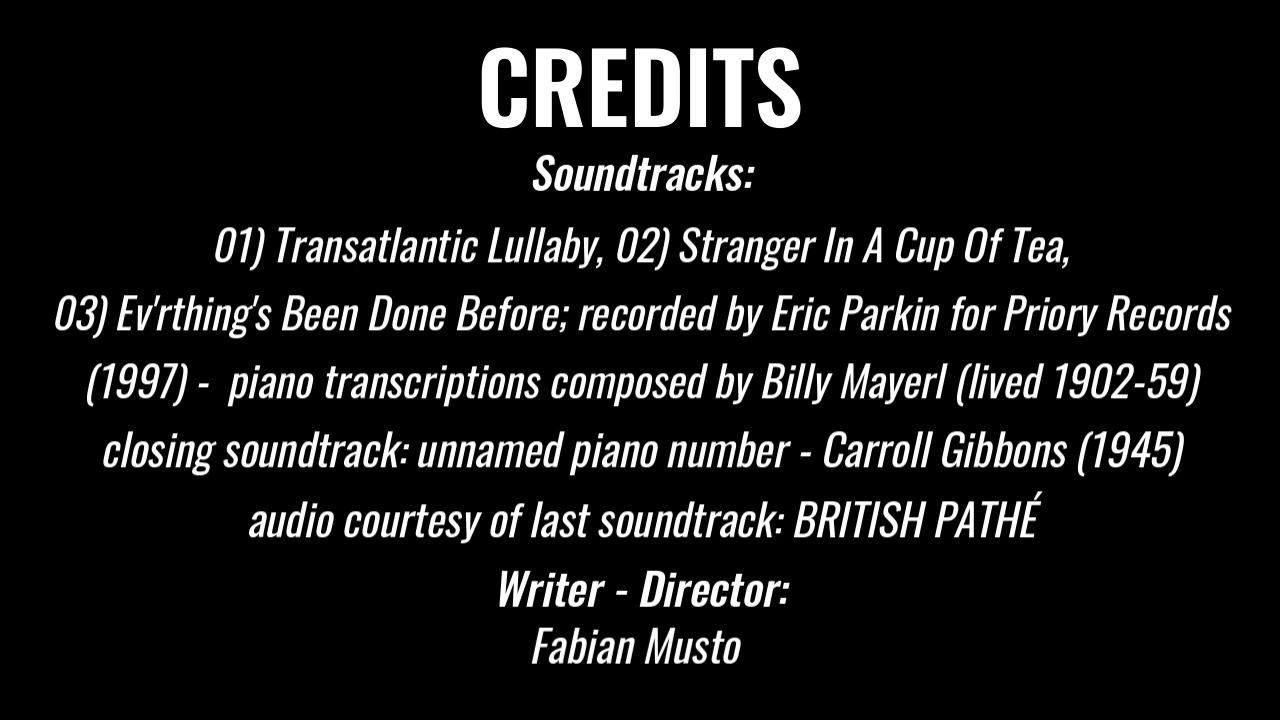 CREDITS
Soundtracks:
01) Transatlantic Lullaby, 02) Stranger In A Cup Of Tea,
03) Ev'rthing's Been Done Before; recorded by Eric Parkin for Priory Records
(1997) -  piano transcriptions composed by Billy Mayerl (lived 1902-59)
closing soundtrack: unnamed piano number - Carroll Gibbons (1945)
audio courtesy of last soundtrack: BRITISH PATHÉ
Writer - Director:
Fabian Musto